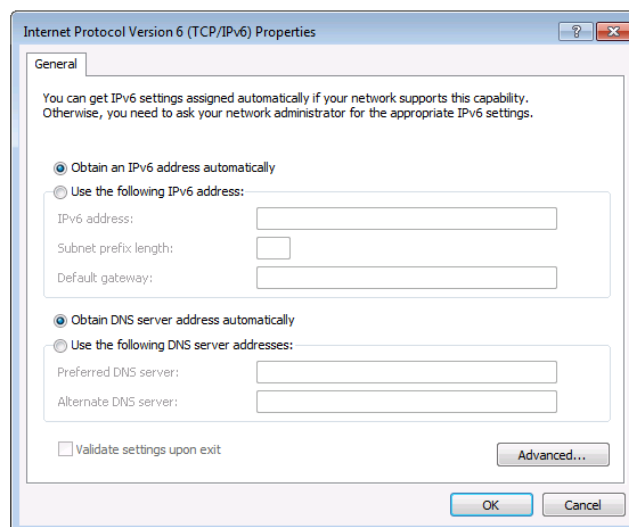 Internet Protocol Version 6 (TCP/IPv6) Properties
General
You can get IPv6 settings assigned automatically if your network supports this capability.
Otherwise, you need to ask your network administrator for the appropriate IPv6 settings.
Obtain an IPv6 address automatically
Use the following IPv6 address:
IPv6 address:
Subnet prefix length:
Default gateway:
Obtain DNS server address automatically
Use the following DNS server addresses:
Preferred DNS server:
Alternate DNS server:
Validate settings upon exit
Advanced...
OK
Cancel